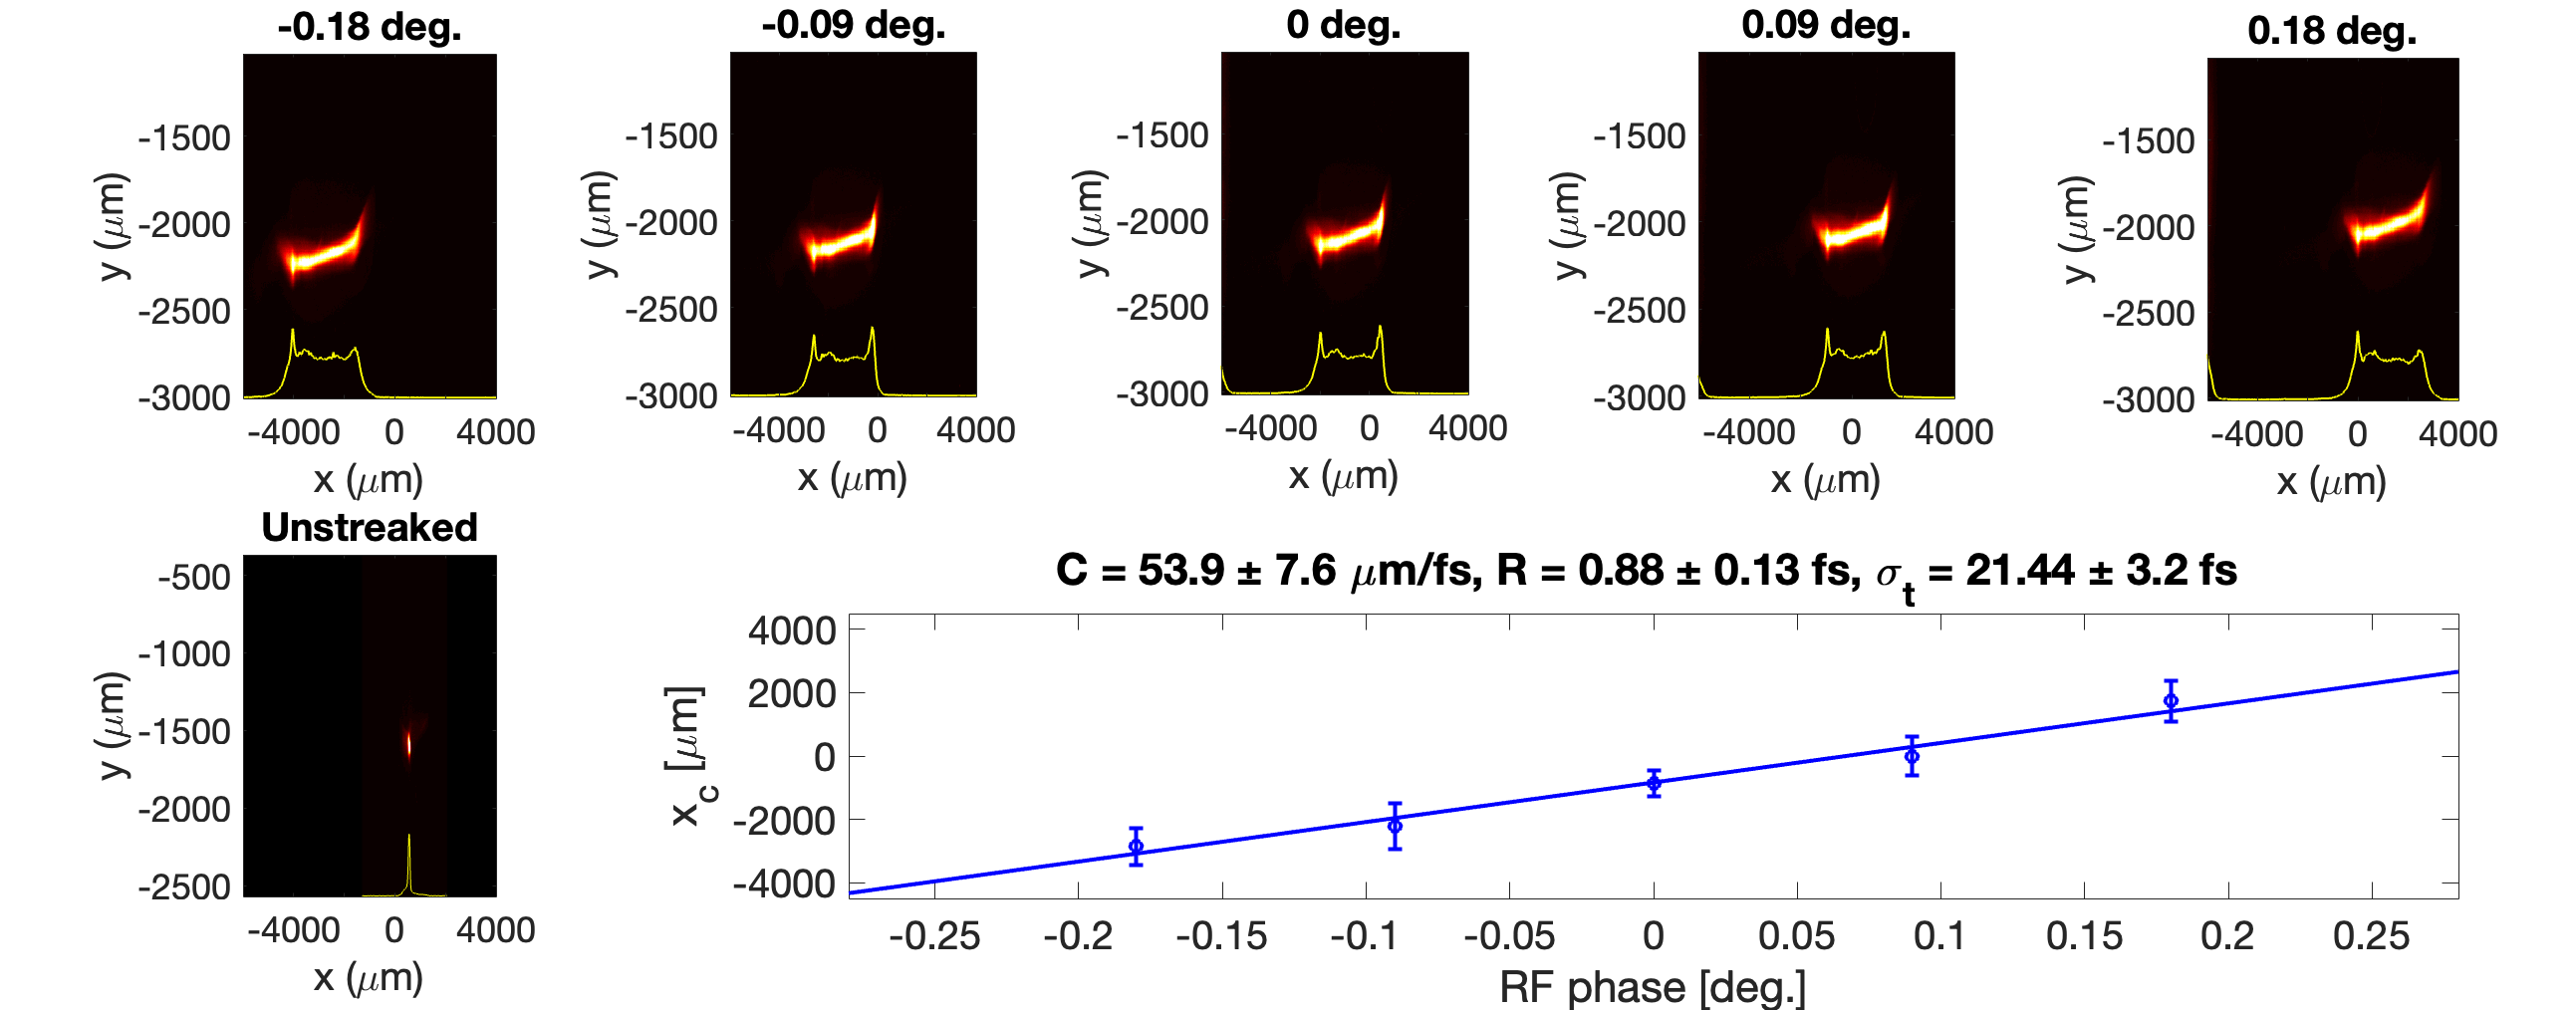 -0.18 deg.
-0.09 deg.
0 deg.
0.09 deg.
0.18 deg.
y (μm)
-1500
-2000
-2500
-3000
-4000 0 4000
x (μm)
y (μm)
-1500
-2000
-2500
-3000
-4000 0 4000
x (μm)
y (μm)
-1500
-2000
-2500
-3000
-4000 0 4000
x (μm)
y (μm)
-1500
-2000
-2500
-3000
-4000 0 4000
x (μm)
y (μm)
-1500
-2000
-2500
-3000
-4000 0 4000
x (μm)
Unstreaked
y (μm)
-500
-1000
-1500
-2000
-2500
-4000 0 4000
x (μm)
C = 53.9 ± 7.6 μm/fs, R = 0.88 ± 0.13 fs, σt = 21.44 ± 3.2 fs
xc [μm]
4000
2000
0
-2000
-4000
-0.25 -0.2 -0.15 -0.1 -0.05 0 0.05 0.1 0.15 0.2 0.25
RF phase [deg.]